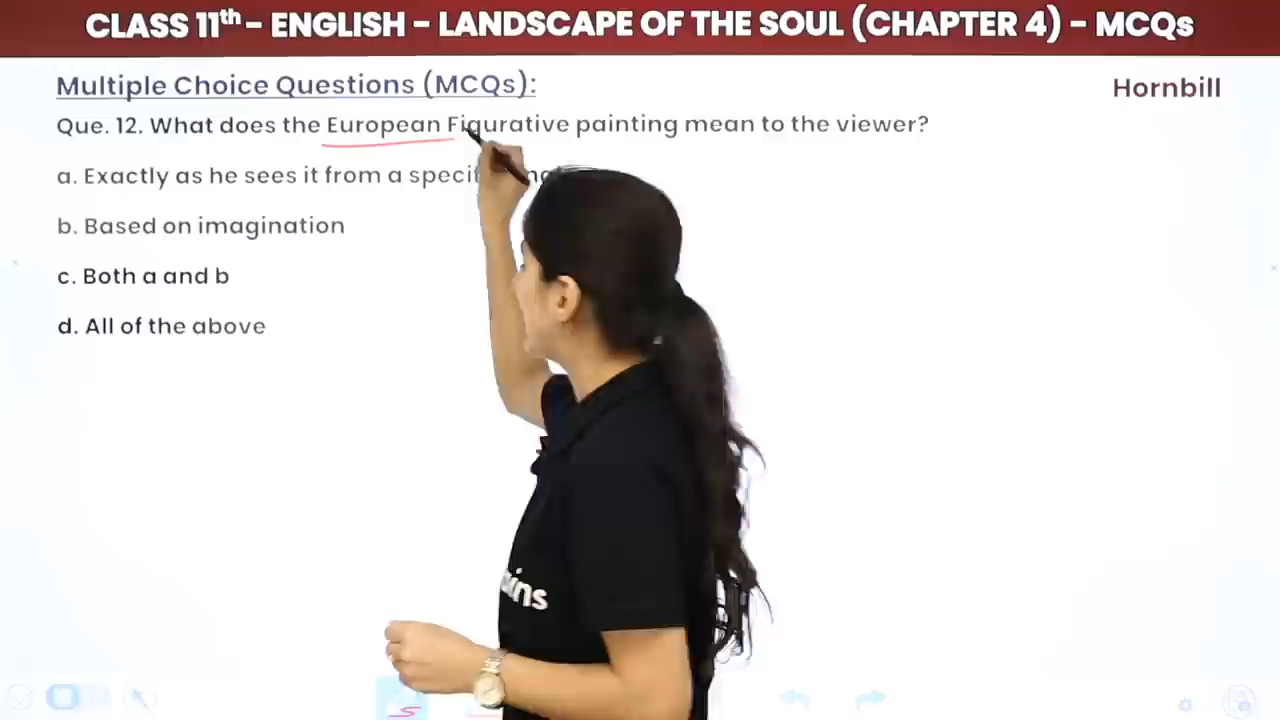 CLASS 11th – ENGLISH – LANDSCAPE OF THE SOUL (CHAPTER 4) – MCQs
Multiple Choice Questions (MCQs):
Hornbill
Que. 12. What does the European Figurative painting mean to the viewer?
a. Exactly as he sees it from a
b. Based on imagination
c. Both a and b
d. All of the above